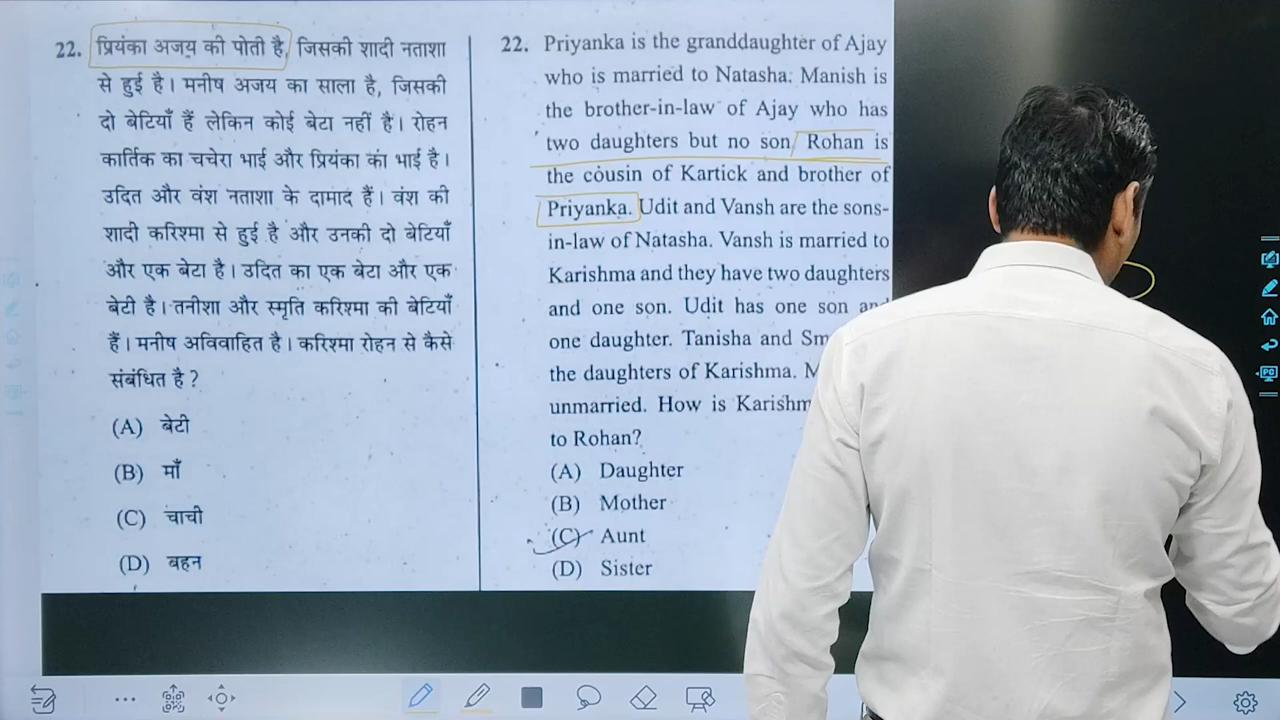 22. प्रियंका अजय की पोती है, जिसकी शादी नताशा
से हुई है। मनीष अजय का साला है, जिसकी
दो बेटियाँ हैं लेकिन कोई बेटा नहीं है। रोहन
कार्तिक का चचेरा भाई और प्रियंका का भाई है।
उदित और वंश नताशा के दामाद हैं। वंश की
शादी करिश्मा से हुई है और उनकी दो बेटियाँ
और एक बेटा है। उदित का एक बेटा और एक
बेटी है। तनीशा और स्मृति करिश्मा की बेटियाँ
हैं। मनीष अविवाहित है। करिश्मा रोहन से कैसे
संबंधित है?
(A) बेटी
(B) माँ
(C) चाची
(D) बहन
22. Priyanka is the granddaughter of Ajay
who is married to Natasha. Manish is
the brother-in-law of Ajay who has
two daughters but no son. Rohan is
the cousin of Kartick and brother of
Priyanka. Udit and Vansh are the sons-
in-law of Natasha. Vansh is married to
Karishma and they have two daughters
and one son. Udit has one son and
one daughter. Tanisha and Sm
the daughters of Karishma. M
unmarried. How is Karishm
to Rohan?
(A) Daughter
(B) Mother
(C) Aunt
(D) Sister